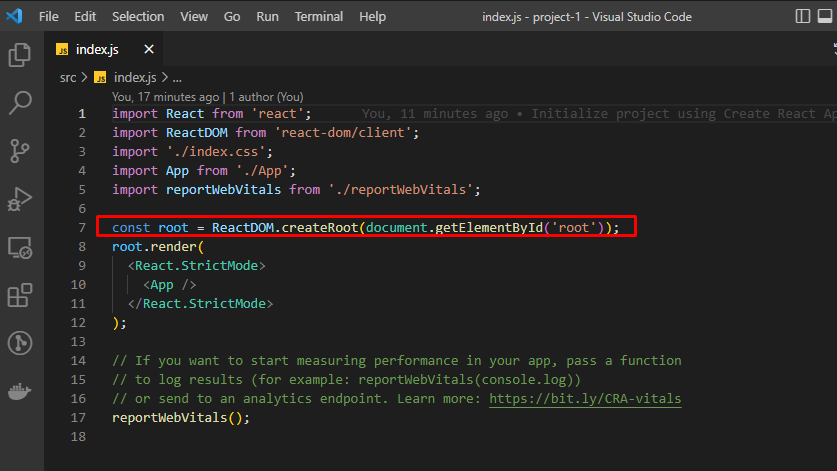 File Edit Selection View Go Run Terminal Help index.js - project-1 - Visual Studio Code
JS index.js ×
src > JS index.js > ...
You, 17 minutes ago | 1 author (You)
1 import React from 'react'; You, 11 minutes ago • Initialize project using Create React Ap
2 import ReactDOM from 'react-dom/client';
3 import './index.css';
4 import App from './App';
5 import reportWebVitals from './reportWebVitals';
6
7 const root = ReactDOM.createRoot(document.getElementById('root'));
8 root.render(
9 <React.StrictMode>
10 <App />
11 </React.StrictMode>
12 );
13
14 // If you want to start measuring performance in your app, pass a function
15 // to log results (for example: reportWebVitals(console.log))
16 // or send to an analytics endpoint. Learn more: https://bit.ly/CRA-vitals
17 reportWebVitals();
18